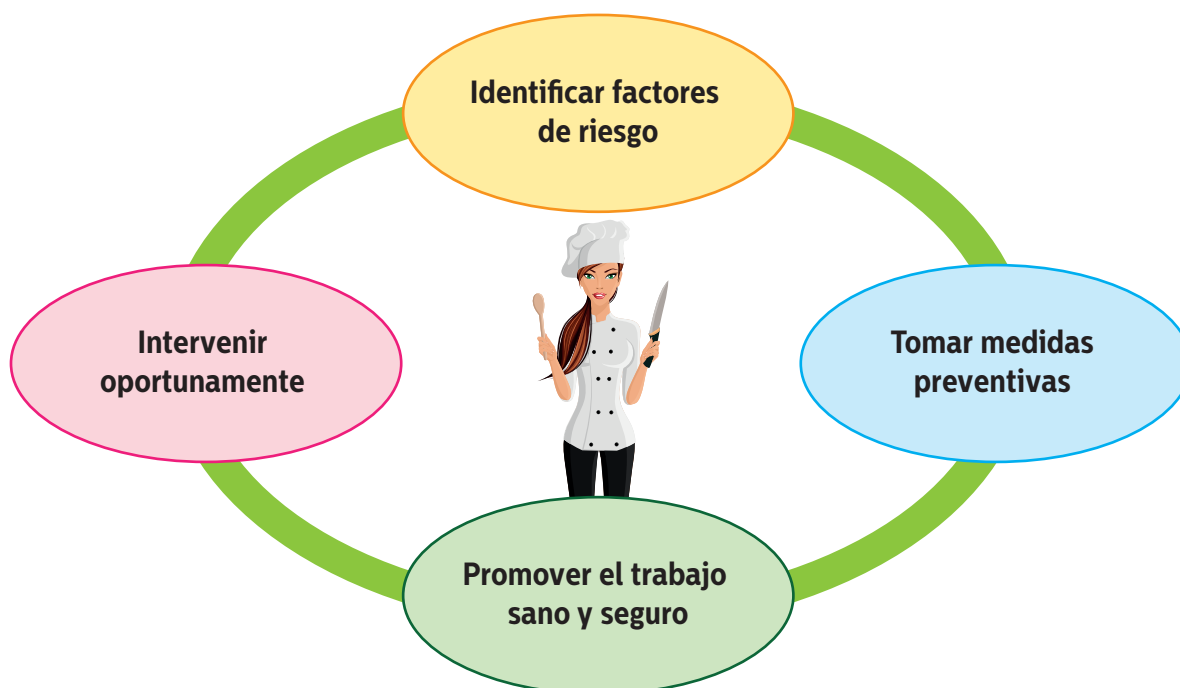 Identificar factores
de riesgo
Intervenir
oportunamente
Tomar medidas
preventivas
Promover el trabajo
sano y seguro